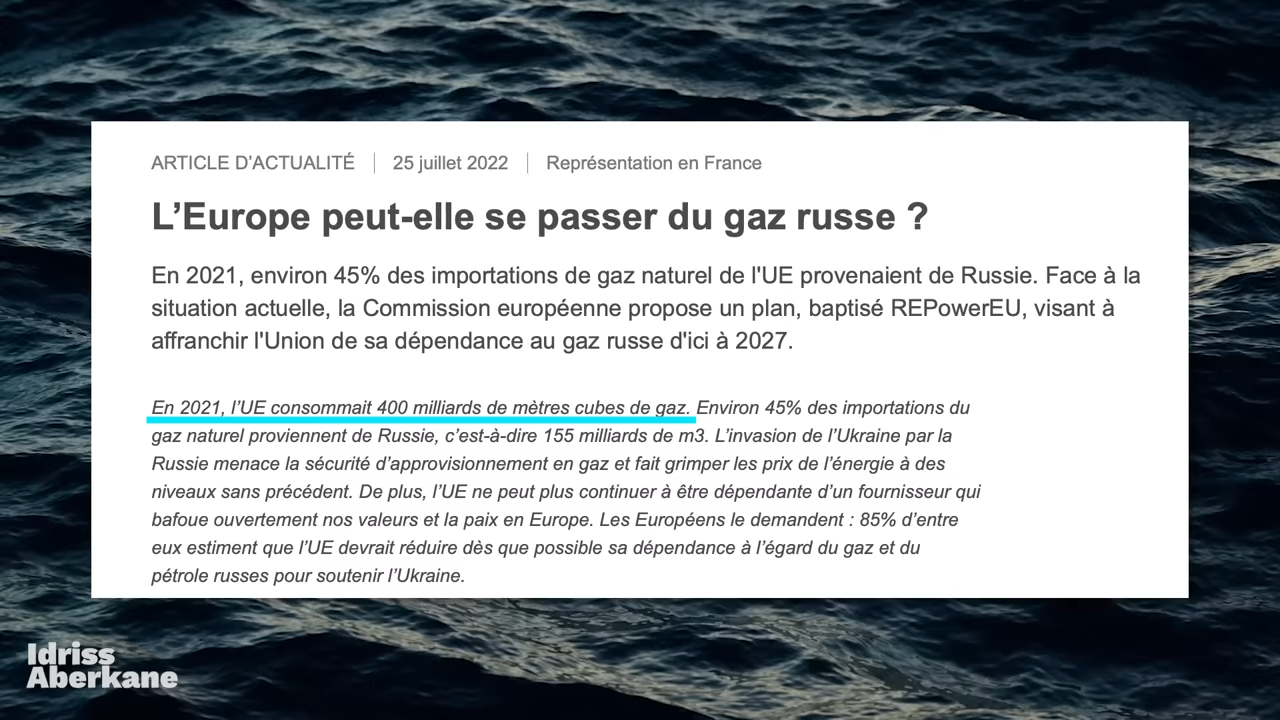 ARTICLE D'ACTUALITÉ | 25 juillet 2022 | Représentation en France
L’Europe peut-elle se passer du gaz russe ?
En 2021, environ 45% des importations de gaz naturel de l'UE provenaient de Russie. Face à la
situation actuelle, la Commission européenne propose un plan, baptisé REPowerEU, visant à
affranchir l'Union de sa dépendance au gaz russe d'ici à 2027.
En 2021, l’UE consommait 400 milliards de mètres cubes de gaz. Environ 45% des importations du
gaz naturel proviennent de Russie, c’est-à-dire 155 milliards de m3. L’invasion de l’Ukraine par la
Russie menace la sécurité d’approvisionnement en gaz et fait grimper les prix de l’énergie à des
niveaux sans précédent. De plus, l’UE ne peut plus continuer à être dépendante d’un fournisseur qui
bafoue ouvertement nos valeurs et la paix en Europe. Les Européens le demandent : 85% d’entre
eux estiment que l’UE devrait réduire dès que possible sa dépendance à l’égard du gaz et du
pétrole russes pour soutenir l’Ukraine.
Idriss
Aberkane